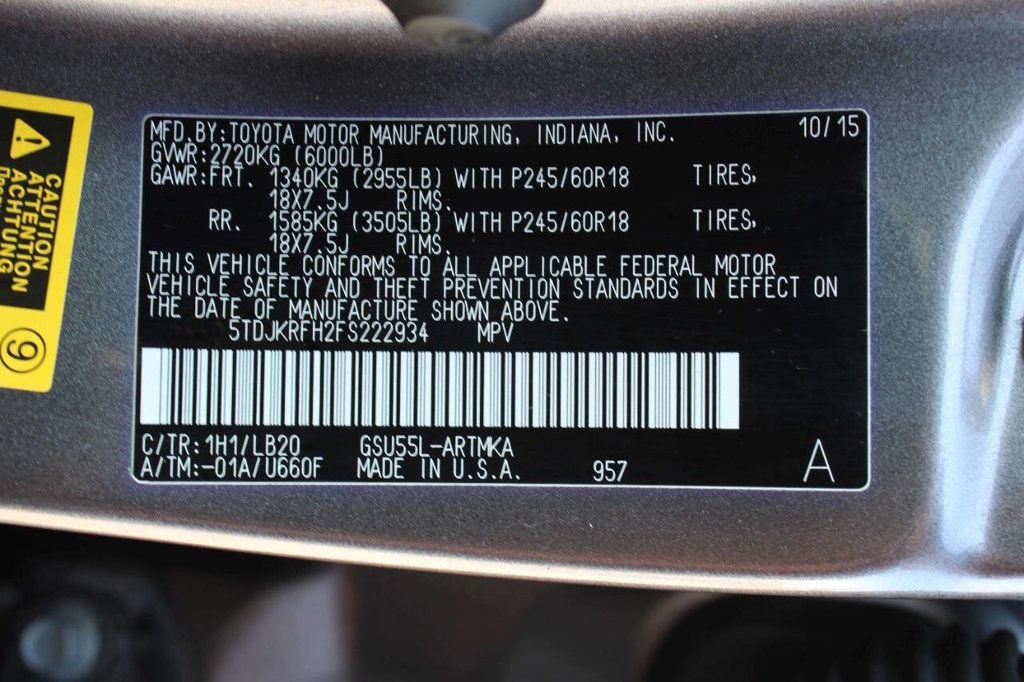 MFD.BY:TOYOTA MOTOR MANUFACTURING, INDIANA, INC. 10/15
GVWR:2720KG (6000LB)
GAWR:FRT. 1340KG (2955LB) WITH P245/60R18 TIRES,
18X7.5J RIMS.
RR. 1585KG (3505LB) WITH P245/60R18 TIRES,
18X7.5J RIMS.
THIS VEHICLE CONFORMS TO ALL APPLICABLE FEDERAL MOTOR
VEHICLE SAFETY AND THEFT PREVENTION STANDARDS IN EFFECT ON
THE DATE OF MANUFACTURE SHOWN ABOVE.
5TDJKRFH2FS222934 MPV
C/TR:1H1/LB20 GSU55L-ARTMKA
A/TM:-01A/U660F MADE IN U.S.A. 957 A
CAUTION
ATTENTION
ACHTUNG
9